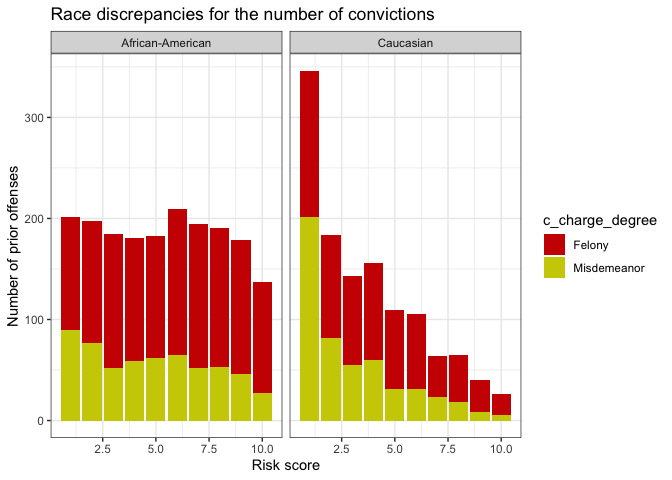 Race discrepancies for the number of convictions
African-American
Caucasian
Number of prior offenses
300
200
100
0
2.5 5.0 7.5 10.0
2.5 5.0 7.5 10.0
Risk score
c_charge_degree
Felony
Misdemeanor